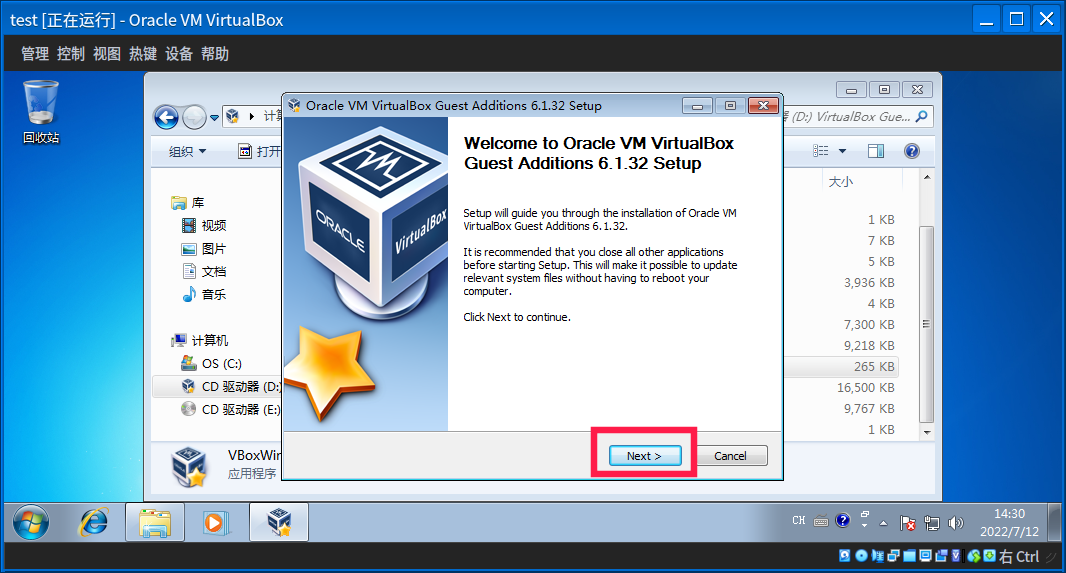 test [正在运行] - Oracle VM VirtualBox
管理 控制 视图 热键 设备 帮助
回收站
Oracle VM VirtualBox Guest Additions 6.1.32 Setup
(D:) VirtualBox Gue...
组织
打开
大小
库
视频
图片
文档
音乐
计算机
OS (C:)
CD 驱动器 (D:)
CD 驱动器 (E:)
1 KB
7 KB
5 KB
3,936 KB
4 KB
7,300 KB
9,218 KB
265 KB
16,500 KB
9,767 KB
1 KB
ORACLE
VirtualBox
Welcome to Oracle VM VirtualBox
Guest Additions 6.1.32 Setup
Setup will guide you through the installation of Oracle VM
VirtualBox Guest Additions 6.1.32.
It is recommended that you close all other applications
before starting Setup. This will make it possible to update
relevant system files without having to reboot your
computer.
Click Next to continue.
Next >
Cancel
VBoxWin
应用程序
CH
14:30
2022/7/12
右 Ctrl